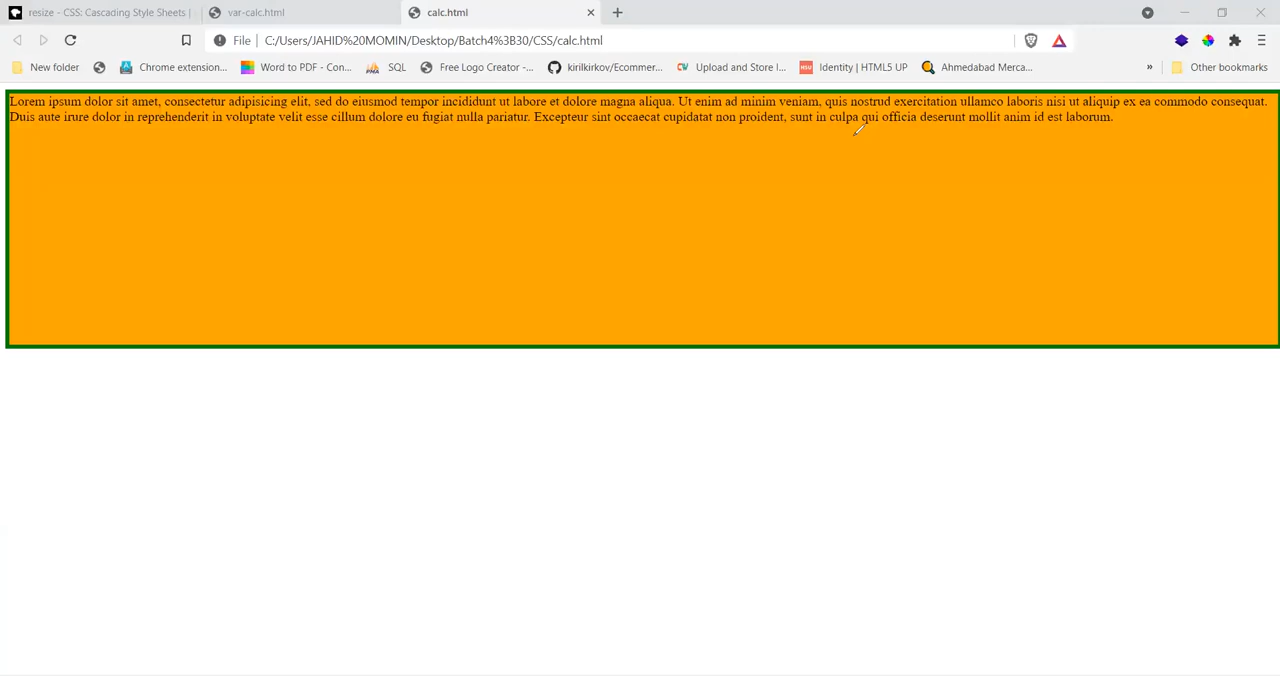 resize - CSS: Cascading Style Sheets |
var-calc.html
calc.html
File
C:/Users/JAHID%20MOMIN/Desktop/Batch4%3B30/CSS/calc.html
New folder
Chrome extension...
Word to PDF - Con...
SQL
Free Logo Creator -...
kirilkirkov/Ecommer...
Upload and Store I...
Identity | HTML5 UP
Ahmedabad Merca...
»
Other bookmarks
Lorem ipsum dolor sit amet, consectetur adipisicing elit, sed do eiusmod tempor incididunt ut labore et dolore magna aliqua. Ut enim ad minim veniam, quis nostrud exercitation ullamco laboris nisi ut aliquip ex ea commodo consequat.
Duis aute irure dolor in reprehenderit in voluptate velit esse cillum dolore eu fugiat nulla pariatur. Excepteur sint occaecat cupidatat non proident, sunt in culpa qui officia deserunt mollit anim id est laborum.